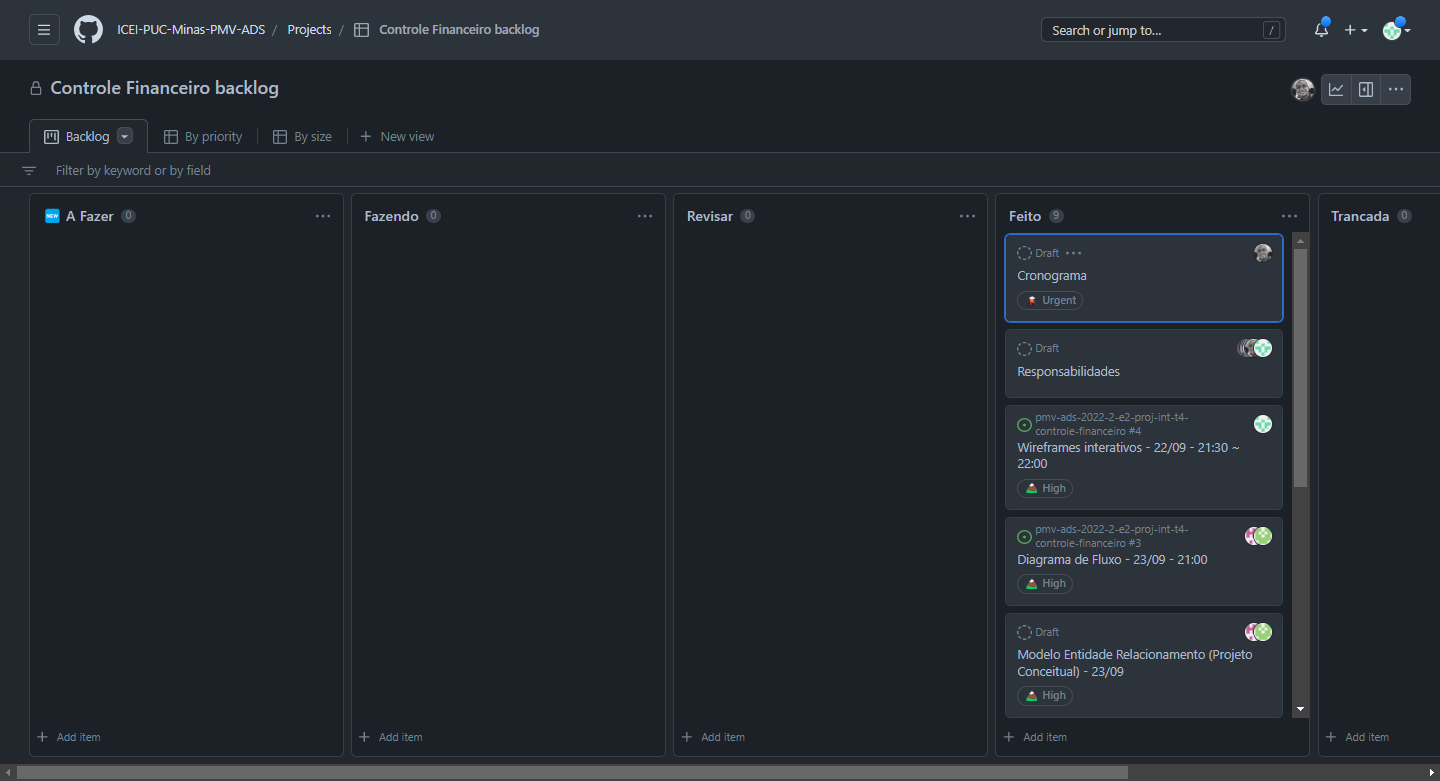 ICEI-PUC-Minas-PMV-ADS / Projects / Controle Financeiro backlog
Search or jump to... /
Controle Financeiro backlog
Backlog By priority By size New view
Filter by keyword or by field
NEW A Fazer 0
Fazendo 0
Revisar 0
Feito 9
Trancada 0
Draft
Cronograma
Urgent
Draft
Responsabilidades
pmv-ads-2022-2-e2-proj-int-t4-
controle-financeiro #4
Wireframes interativos - 22/09 - 21:30 ~
22:00
High
pmv-ads-2022-2-e2-proj-int-t4-
controle-financeiro #3
Diagrama de Fluxo - 23/09 - 21:00
High
Draft
Modelo Entidade Relacionamento (Projeto
Conceitual) - 23/09
High
Add item
Add item
Add item
Add item
Add item